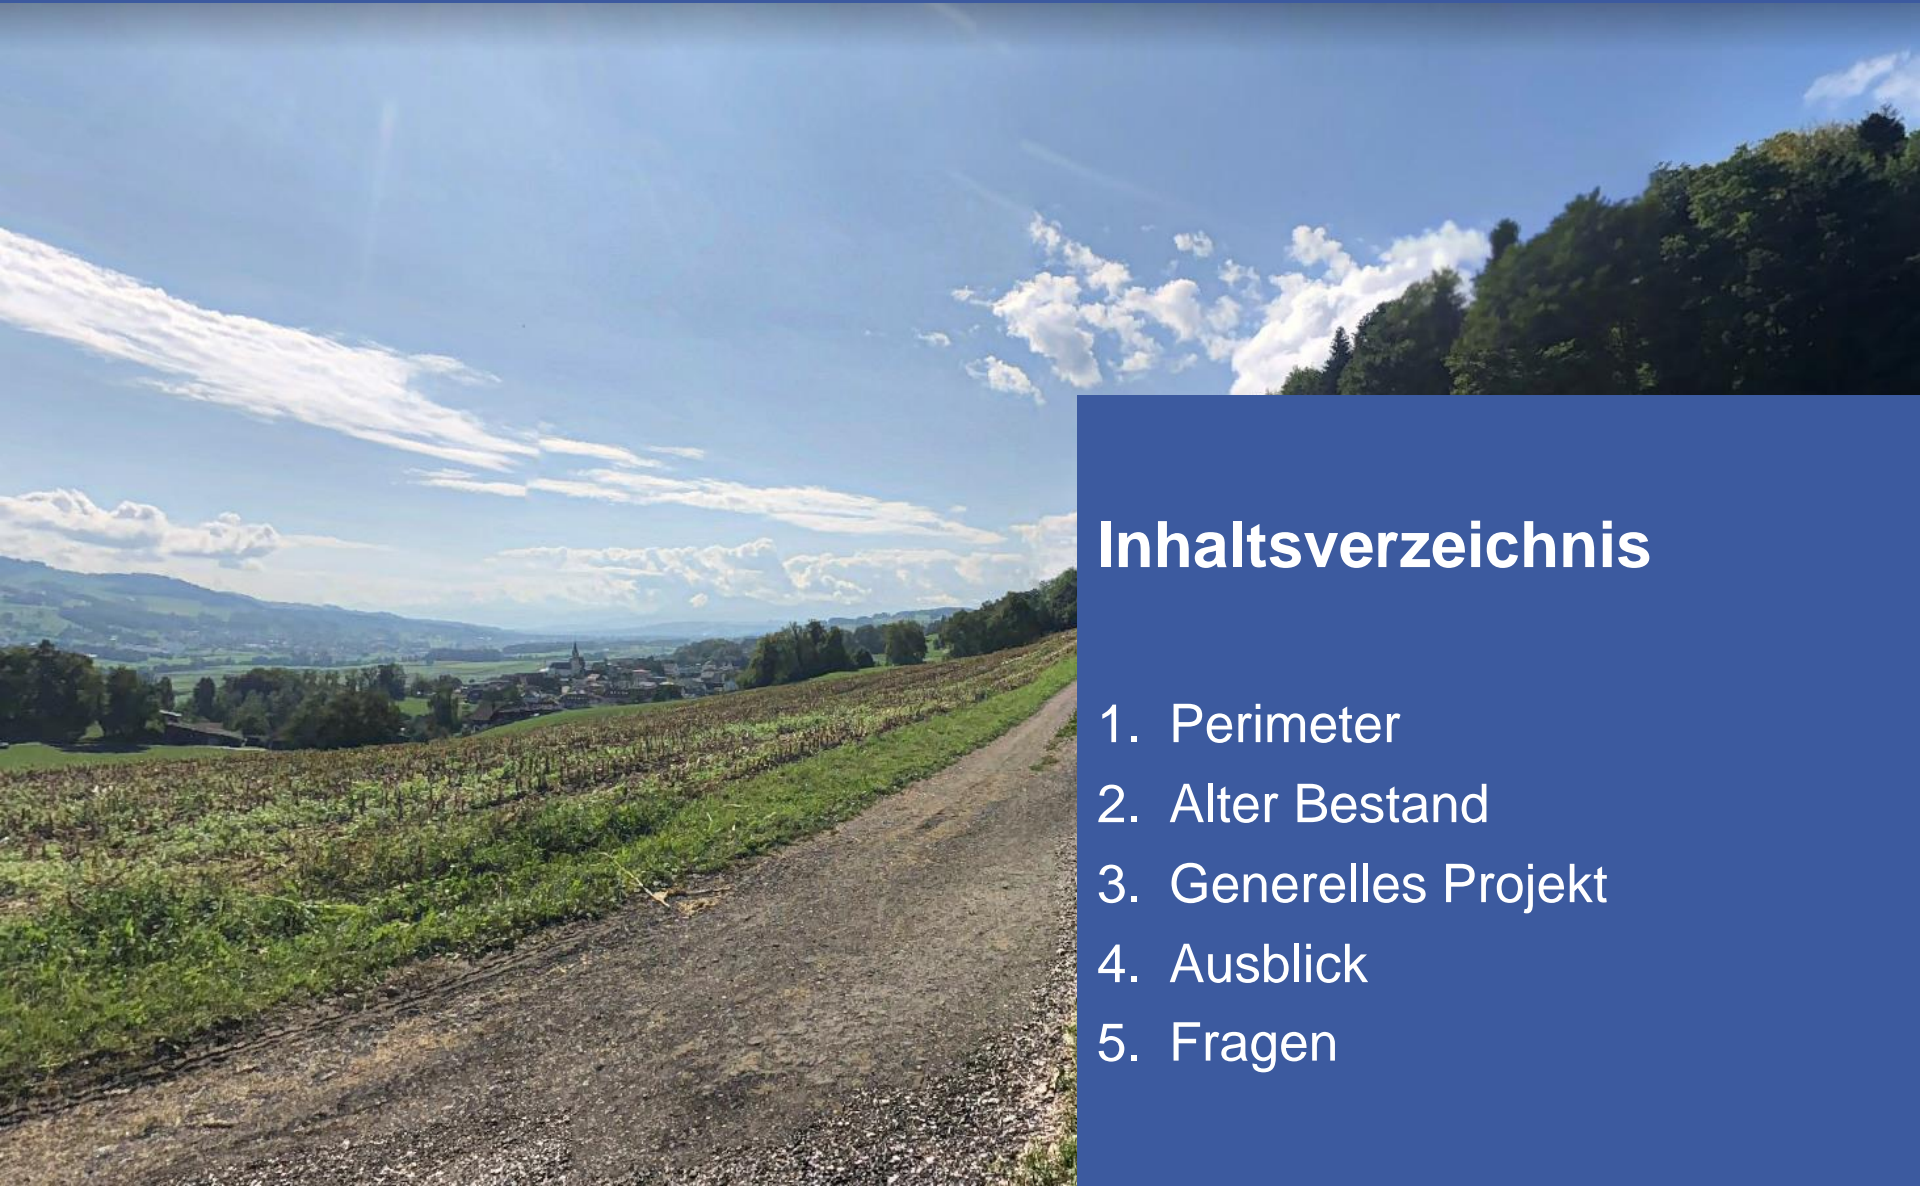 Inhaltsverzeichnis
1. Perimeter
2. Alter Bestand
3. Generelles Projekt
4. Ausblick
5. Fragen